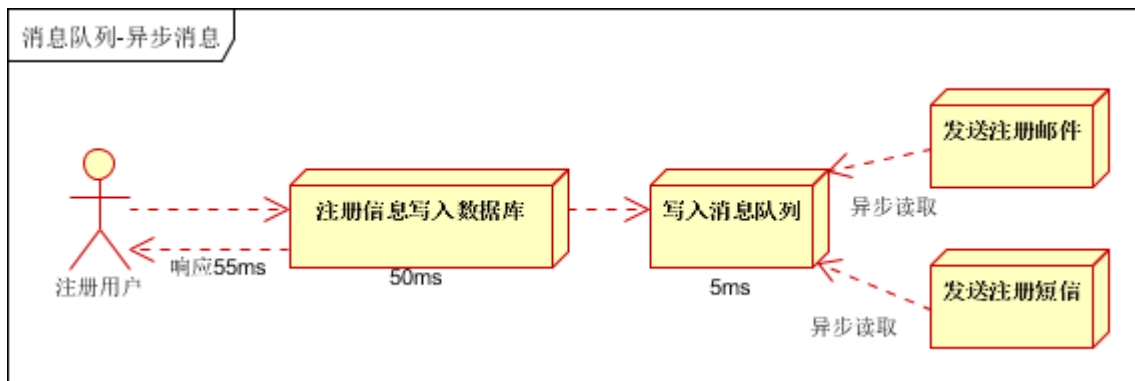 消息队列-异步消息
发送注册邮件
注册信息写入数据库
写入消息队列
异步读取
响应55ms
50ms
5ms
注册用户
发送注册短信
异步读取